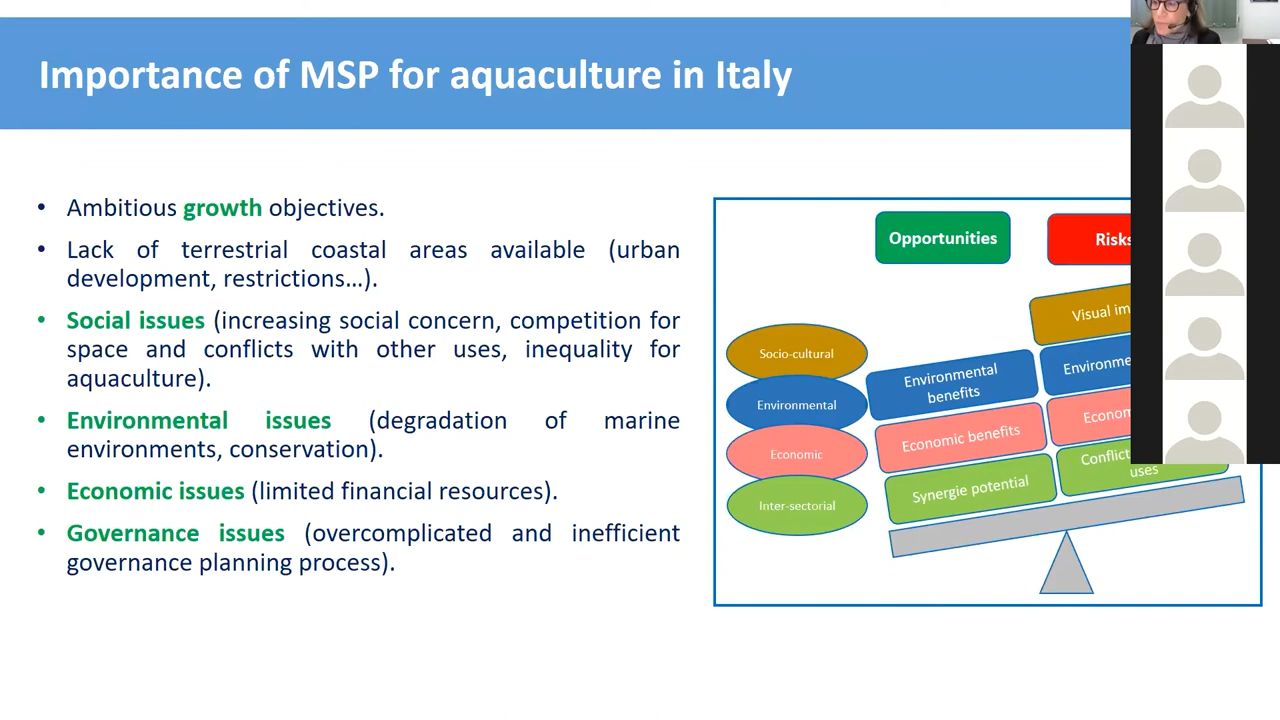 Importance of MSP for aquaculture in Italy
• Ambitious growth objectives.
• Lack of terrestrial coastal areas available (urban
development, restrictions…).
• Social issues (increasing social concern, competition for
space and conflicts with other uses, inequality for
aquaculture).
• Environmental issues (degradation of marine
environments, conservation).
• Economic issues (limited financial resources).
• Governance issues (overcomplicated and inefficient
governance planning process).
Opportunities
Risks
Visual
Socio-cultural
Environmental
benefits
Environmental
Economic benefits
Economic
Synergie potential
uses
Inter-sectorial